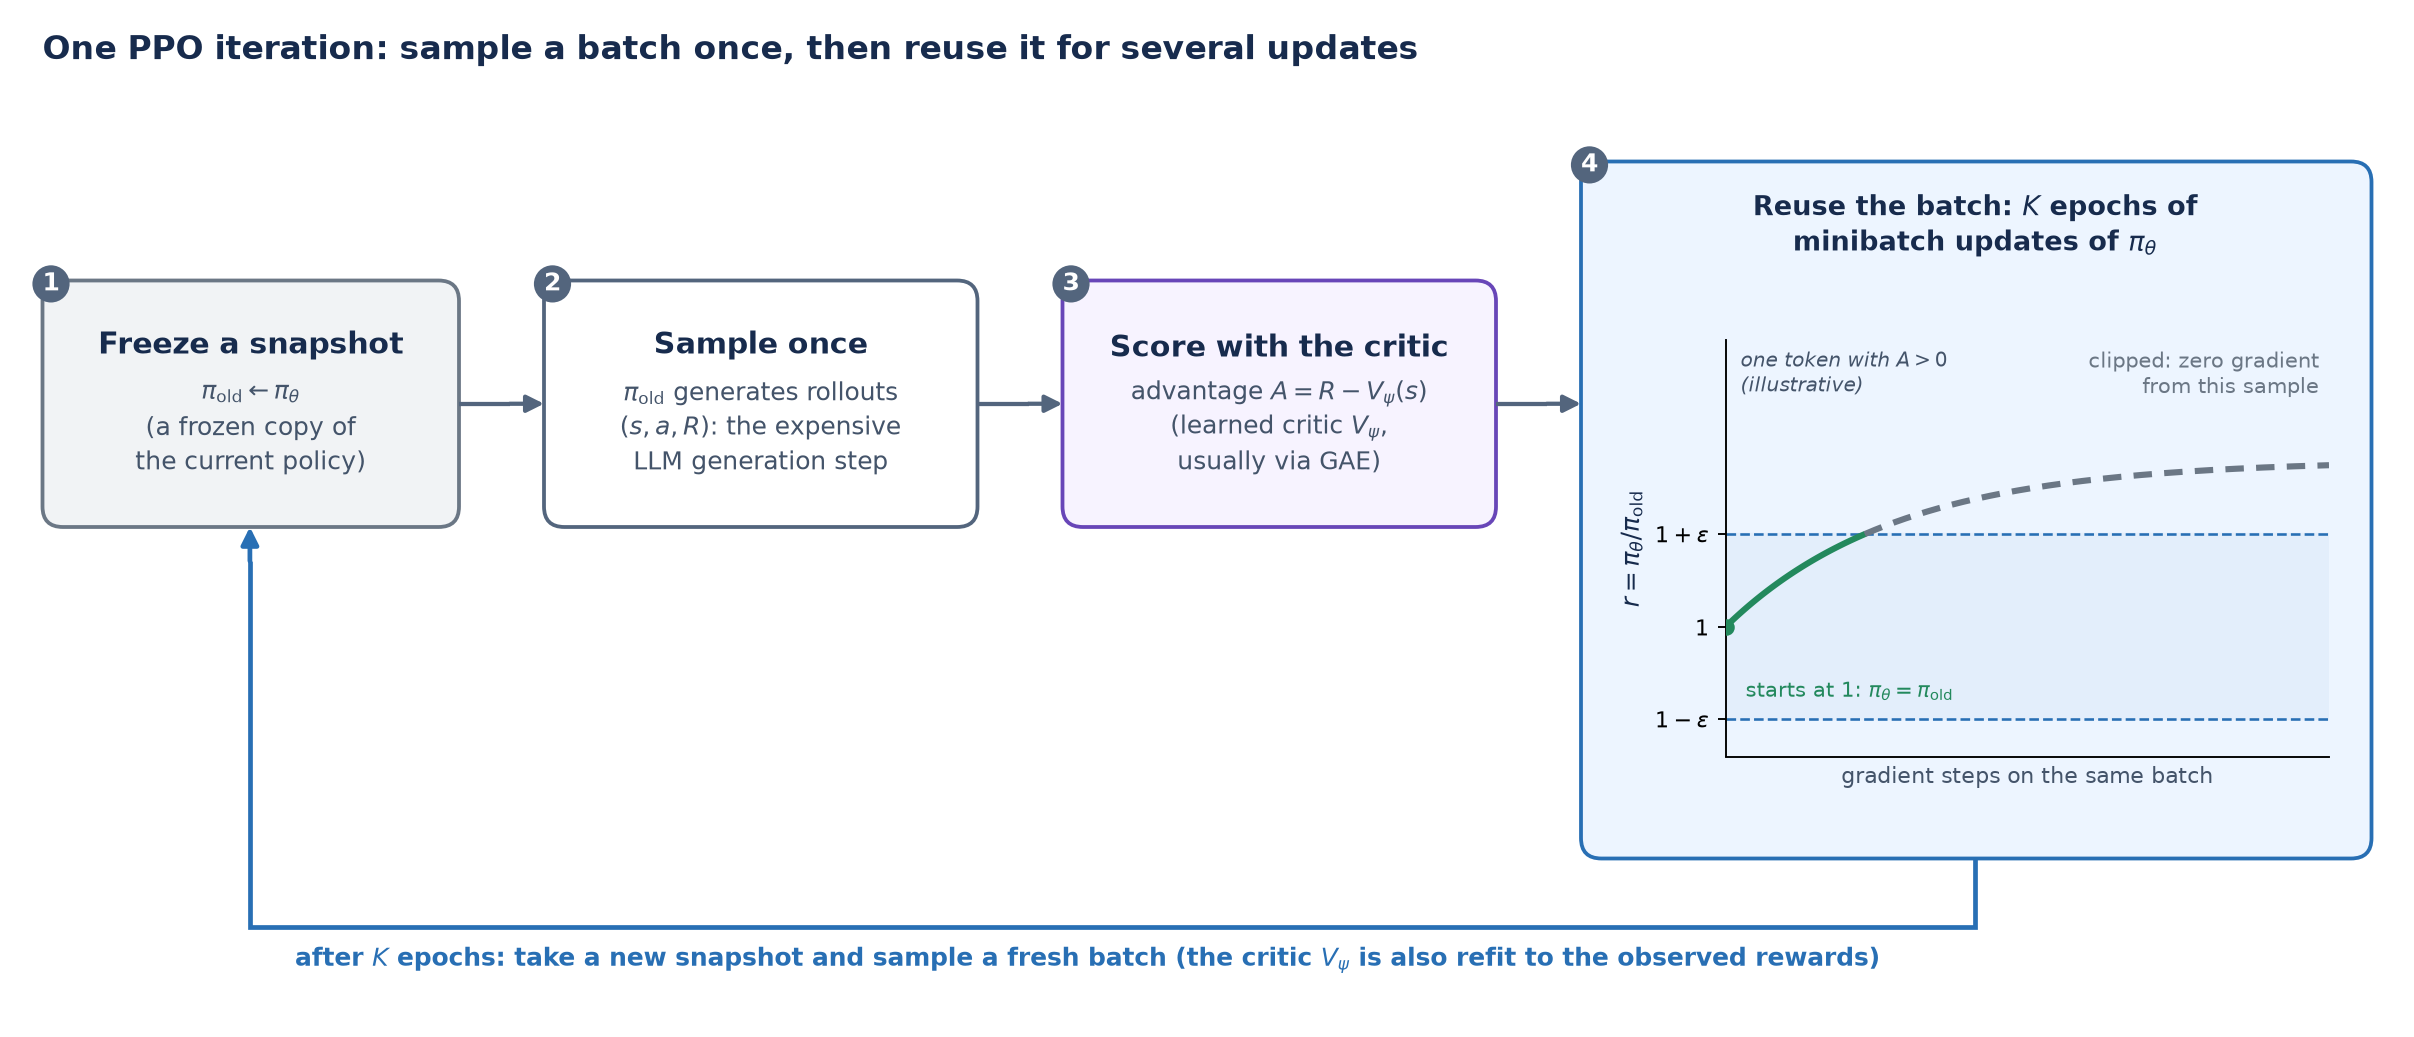 One PPO iteration: sample a batch once, then reuse it for several updates
1
Freeze a snapshot
π_old ← π_θ
(a frozen copy of
the current policy)
2
Sample once
π_old generates rollouts
(s, a, R): the expensive
LLM generation step
3
Score with the critic
advantage A = R − V_ψ(s)
(learned critic V_ψ,
usually via GAE)
4
Reuse the batch: K epochs of
minibatch updates of π_θ
one token with A > 0
(illustrative)
clipped: zero gradient
from this sample
r = π_θ/π_old
1 + ε
1
1 − ε
starts at 1: π_θ = π_old
gradient steps on the same batch
after K epochs: take a new snapshot and sample a fresh batch (the critic V_ψ is also refit to the observed rewards)